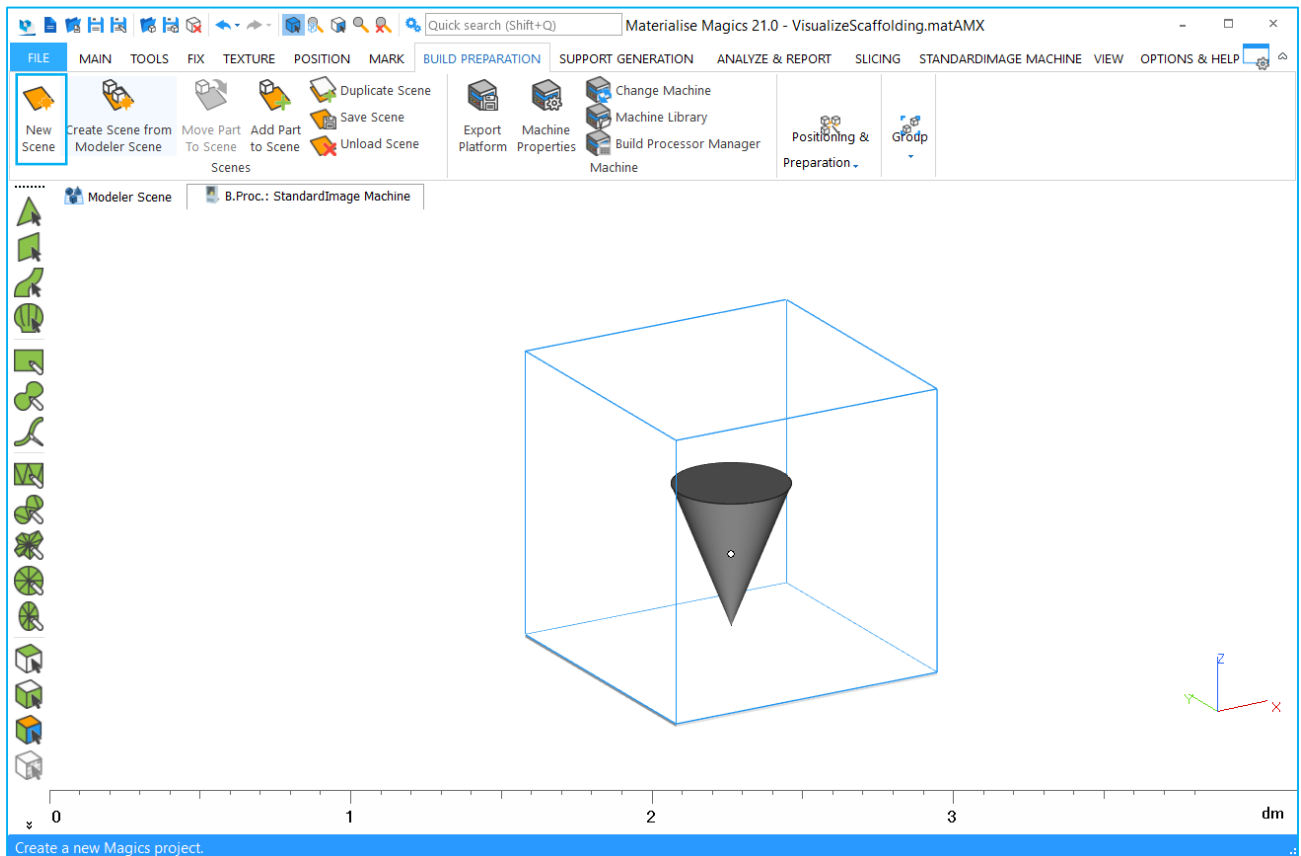 Quick search (Shift+Q)
Materialise Magics 21.0 - VisualizeScaffolding.matAMX
FILE MAIN TOOLS FIX TEXTURE POSITION MARK BUILD PREPARATION SUPPORT GENERATION ANALYZE & REPORT SLICING STANDARDIMAGE MACHINE VIEW OPTIONS & HELP
New
Scene
Create Scene from
Modeler Scene
Move Part
To Scene
Add Part
to Scene
Duplicate Scene
Save Scene
Unload Scene
Scenes
Export
Platform
Machine
Properties
Change Machine
Machine Library
Build Processor Manager
Machine
Positioning &
Preparation
Group
Modeler Scene
B.Proc.: StandardImage Machine
Z
Y
X
0 1 2 3 dm
Create a new Magics project.